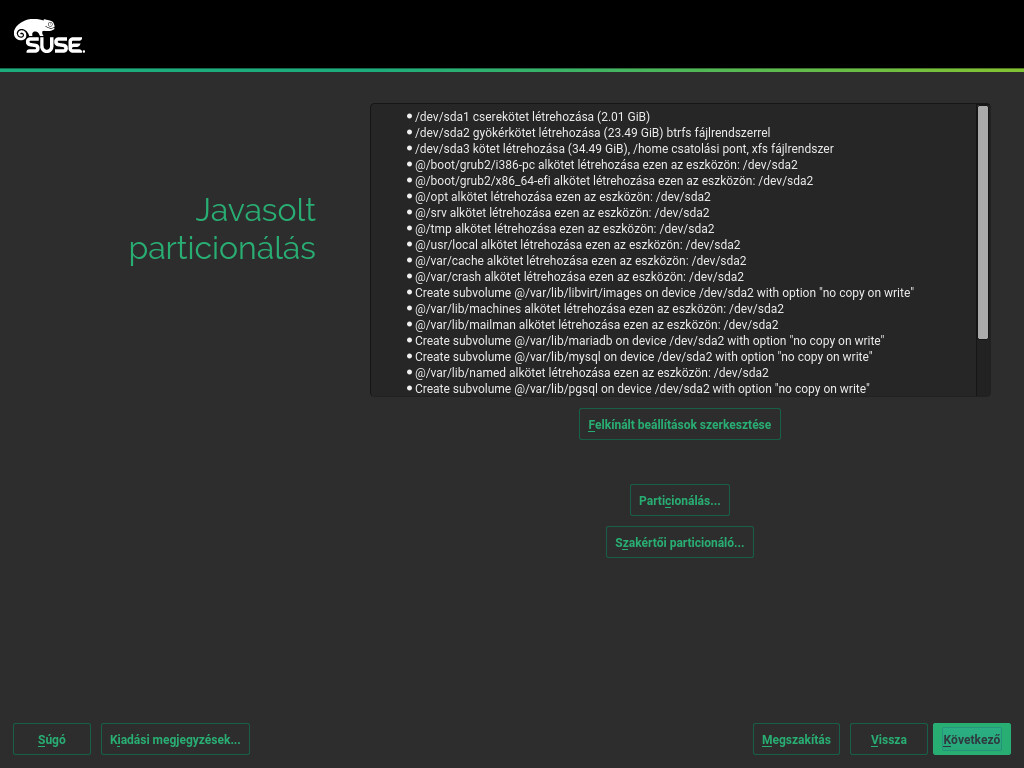 SUSE.
Javasolt
particionálás
/dev/sda1 cserekötet létrehozása (2.01 GiB)
/dev/sda2 gyökérkötet létrehozása (23.49 GiB) btrfs fájlrendszerrel
/dev/sda3 kötet létrehozása (34.49 GiB), /home csatolási pont, xfs fájlrendszer
@/boot/grub2/i386-pc alkötet létrehozása ezen az eszközön: /dev/sda2
@/boot/grub2/x86_64-efi alkötet létrehozása ezen az eszközön: /dev/sda2
@/opt alkötet létrehozása ezen az eszközön: /dev/sda2
@/srv alkötet létrehozása ezen az eszközön: /dev/sda2
@/tmp alkötet létrehozása ezen az eszközön: /dev/sda2
@/usr/local alkötet létrehozása ezen az eszközön: /dev/sda2
@/var/cache alkötet létrehozása ezen az eszközön: /dev/sda2
@/var/crash alkötet létrehozása ezen az eszközön: /dev/sda2
Create subvolume @/var/lib/libvirt/images on device /dev/sda2 with option "no copy on write"
@/var/lib/machines alkötet létrehozása ezen az eszközön: /dev/sda2
@/var/lib/mailman alkötet létrehozása ezen az eszközön: /dev/sda2
Create subvolume @/var/lib/mariadb on device /dev/sda2 with option "no copy on write"
Create subvolume @/var/lib/mysql on device /dev/sda2 with option "no copy on write"
@/var/lib/named alkötet létrehozása ezen az eszközön: /dev/sda2
Create subvolume @/var/lib/pgsql on device /dev/sda2 with option "no copy on write"
Felkínált beállítások szerkesztése
Particionálás...
Szakértői particionáló...
Súgó
Kiadási megjegyzések...
Megszakítás
Vissza
Következő